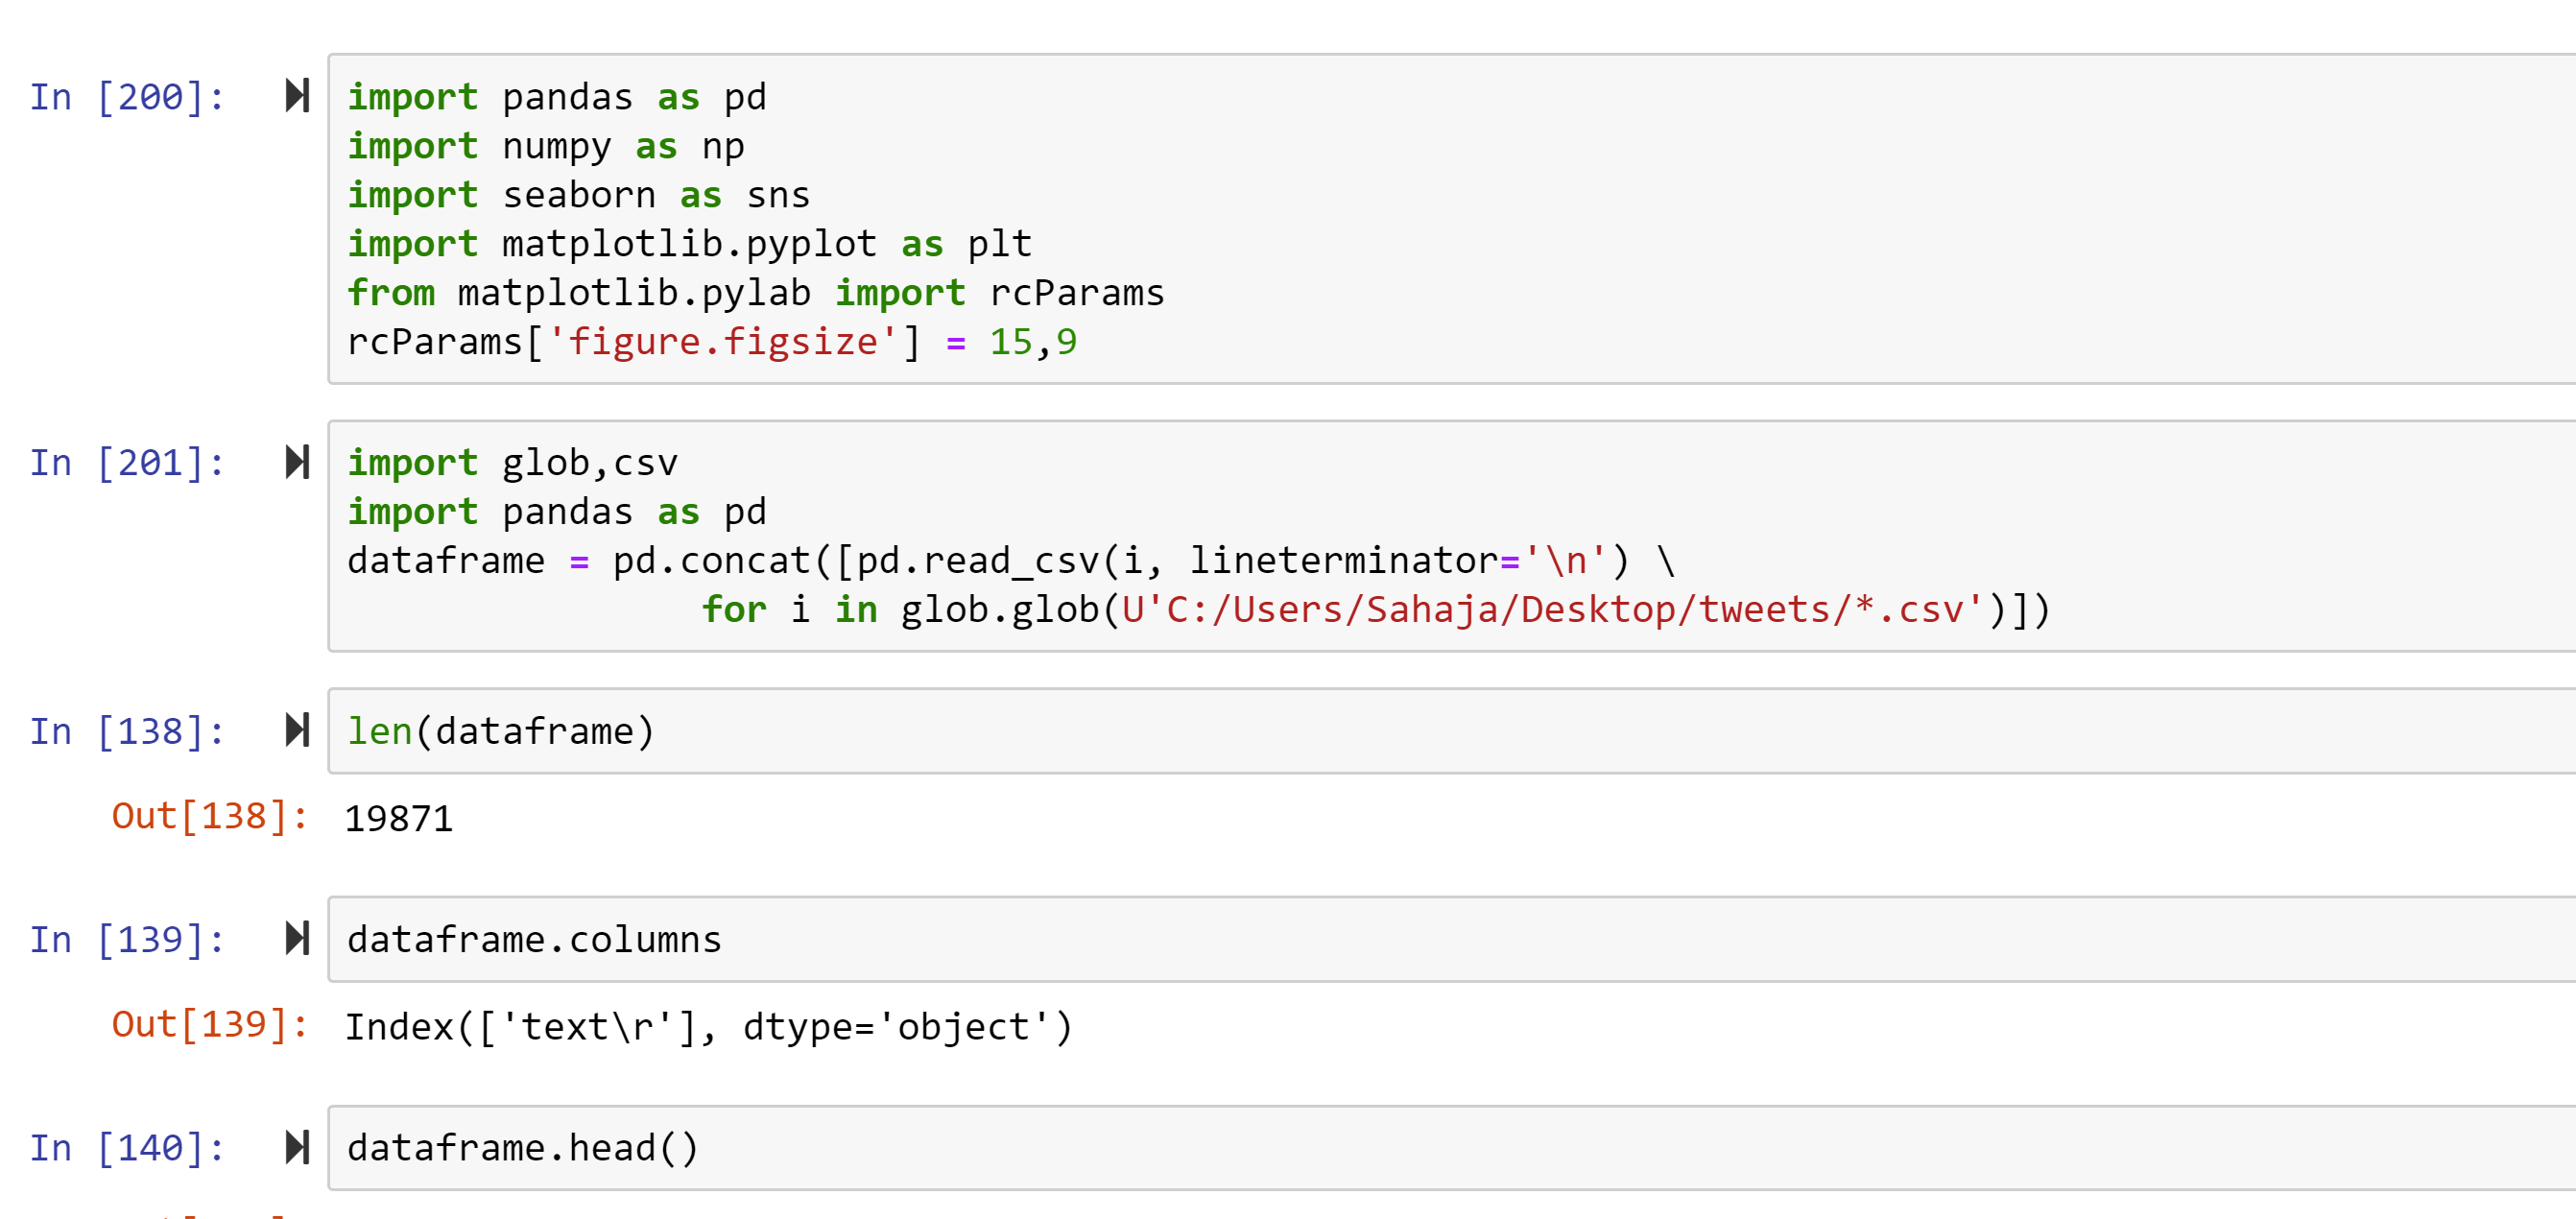 In [200]:
import pandas as pd
import numpy as np
import seaborn as sns
import matplotlib.pyplot as plt
from matplotlib.pylab import rcParams
rcParams['figure.figsize'] = 15,9
In [201]:
import glob,csv
import pandas as pd
dataframe = pd.concat([pd.read_csv(i, lineterminator='\n') \
for i in glob.glob(U'C:/Users/Sahaja/Desktop/tweets/*.csv')])
In [138]:
len(dataframe)
Out[138]:
19871
In [139]:
dataframe.columns
Out[139]:
Index(['text\r'], dtype='object')
In [140]:
dataframe.head()